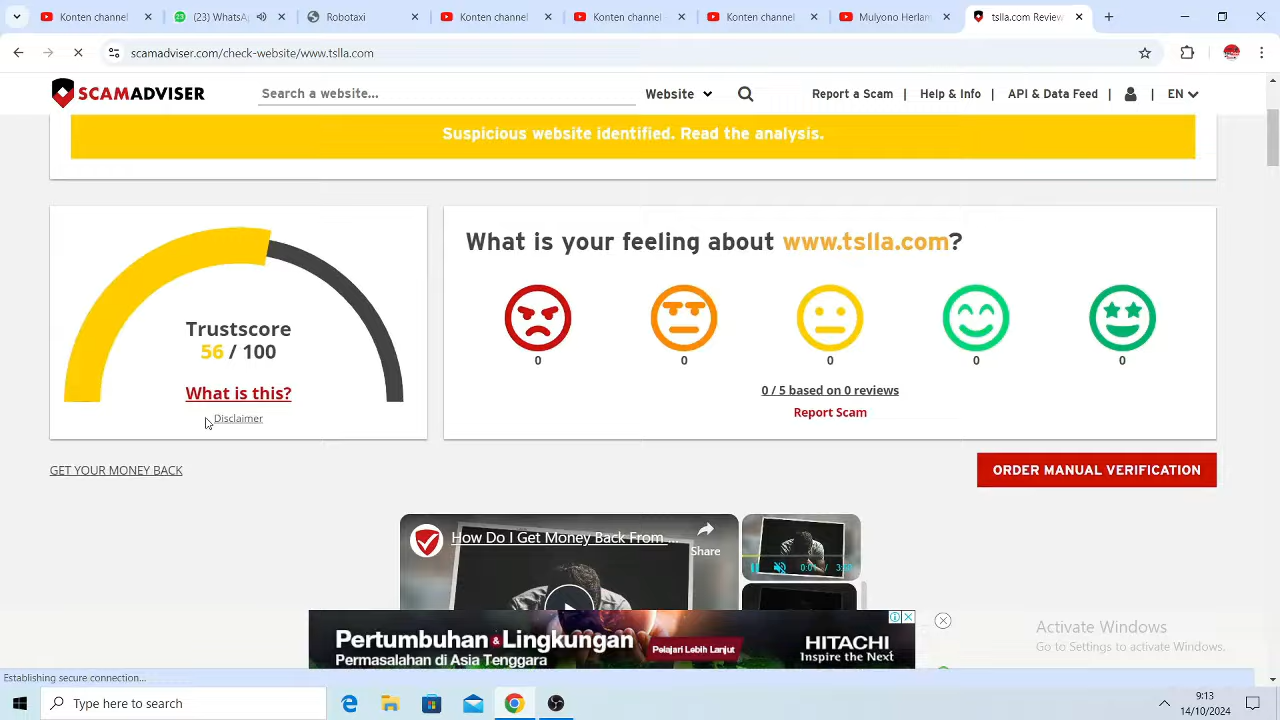 (23) WhatsA
Robotaxi
Konten channel
Konten channel
Konten channel
Mulyono Herlam
tslla.com Review
scamadviser.com/check-website/www.tslla.com
SCAMADVISER
Search a website...
Website
Report a Scam | Help & Info | API & Data Feed | | EN
Suspicious website identified. Read the analysis.
Trustscore
56 / 100
What is this?
Disclaimer
What is your feeling about www.tslla.com?
0 0 0 0 0
0 / 5 based on 0 reviews
Report Scam
GET YOUR MONEY BACK
ORDER MANUAL VERIFICATION
How Do I Get Money Back From ...
Share
0:01 /
Pertumbuhan & Lingkungan
Permasalahan di Asia Tenggara
Pelajari Lebih Lanjut
HITACHI
Inspire the Next
Activate Windows
Go to Settings to activate Windows.
Establishing secure connection...
Type here to search
9:13
14/10/2024